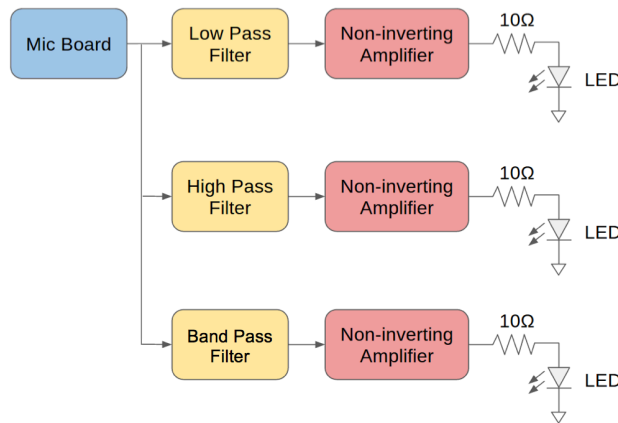 Mic Board
Low Pass
Filter
Non-inverting
Amplifier
10Ω
LED
High Pass
Filter
Non-inverting
Amplifier
10Ω
LED
Band Pass
Filter
Non-inverting
Amplifier
10Ω
LED